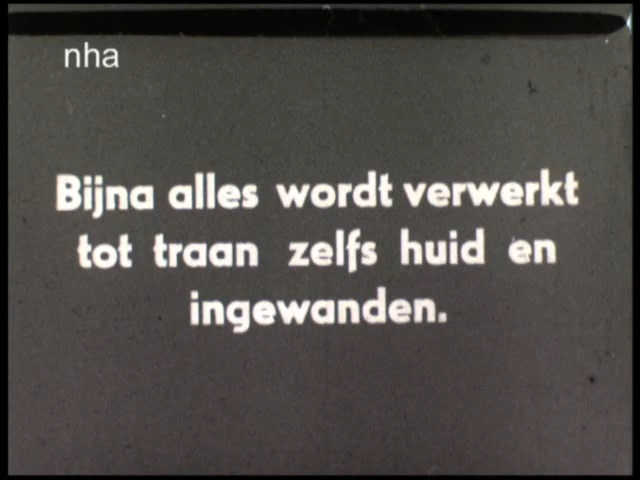 nha
Bijna alles wordt verwerkt
tot traan zelfs huid en
ingewanden.